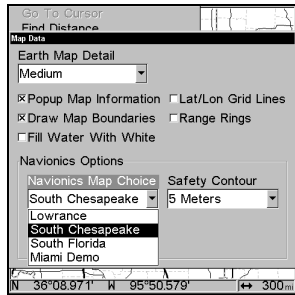 Go To Cursor
Find Distance
Map Data
Earth Map Detail
Medium
Popup Map Information Lat/Lon Grid Lines
Draw Map Boundaries Range Rings
Fill Water With White
Navionics Options
Navionics Map Choice Safety Contour
South Chesapeake 5 Meters
Lowrance
South Chesapeake
South Florida
Miami Demo
N 36°08.971' W 95°50.579' ↔ 300 mi